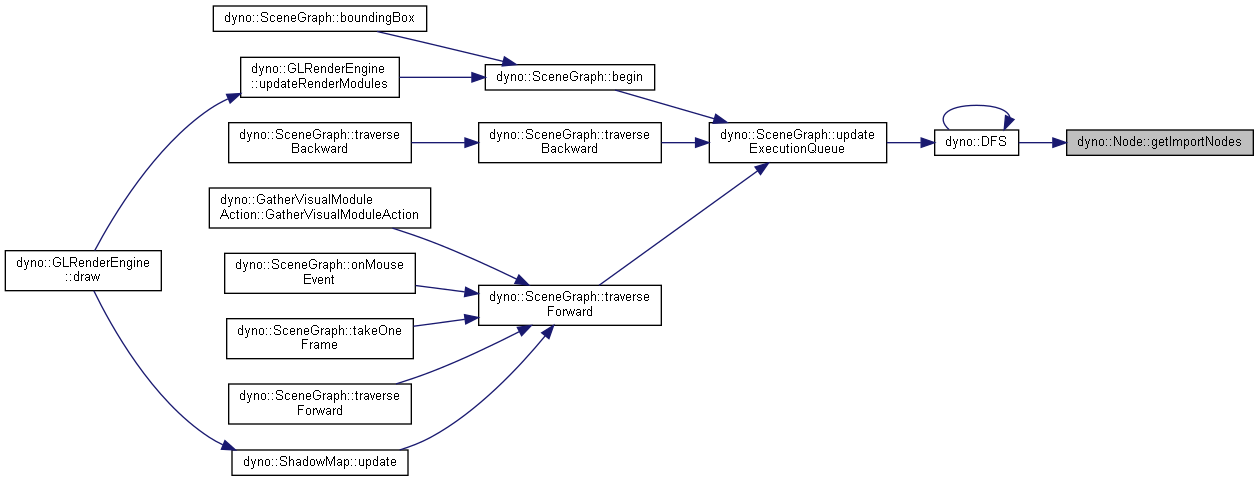 dyno::SceneGraph::boundingBox
dyno::GLRenderEngine
::updateRenderModules
dyno::SceneGraph::begin
dyno::SceneGraph::traverse
Backward
dyno::SceneGraph::traverse
Backward
dyno::SceneGraph::update
ExecutionQueue
dyno::DFS
dyno::Node::getImportNodes
dyno::GatherVisualModule
Action::GatherVisualModuleAction
dyno::GLRenderEngine
::draw
dyno::SceneGraph::onMouse
Event
dyno::SceneGraph::traverse
Forward
dyno::SceneGraph::takeOne
Frame
dyno::SceneGraph::traverse
Forward
dyno::ShadowMap::update